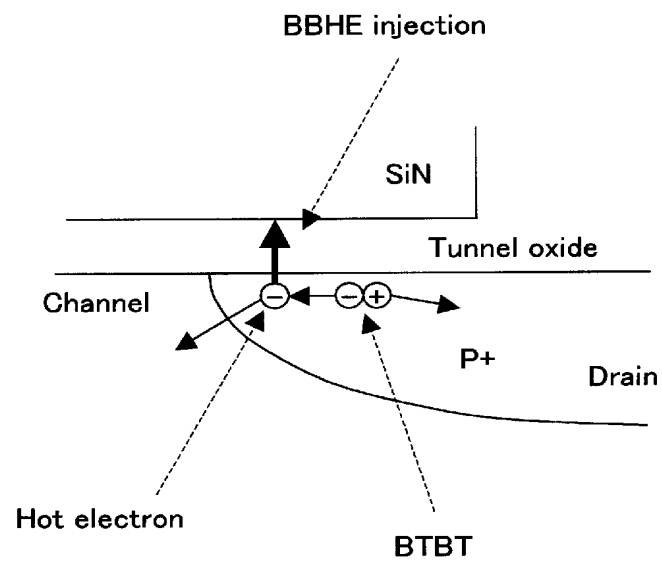 BBHE injection
SiN
Tunnel oxide
Channel
− − +
P+
Drain
Hot electron
BTBT